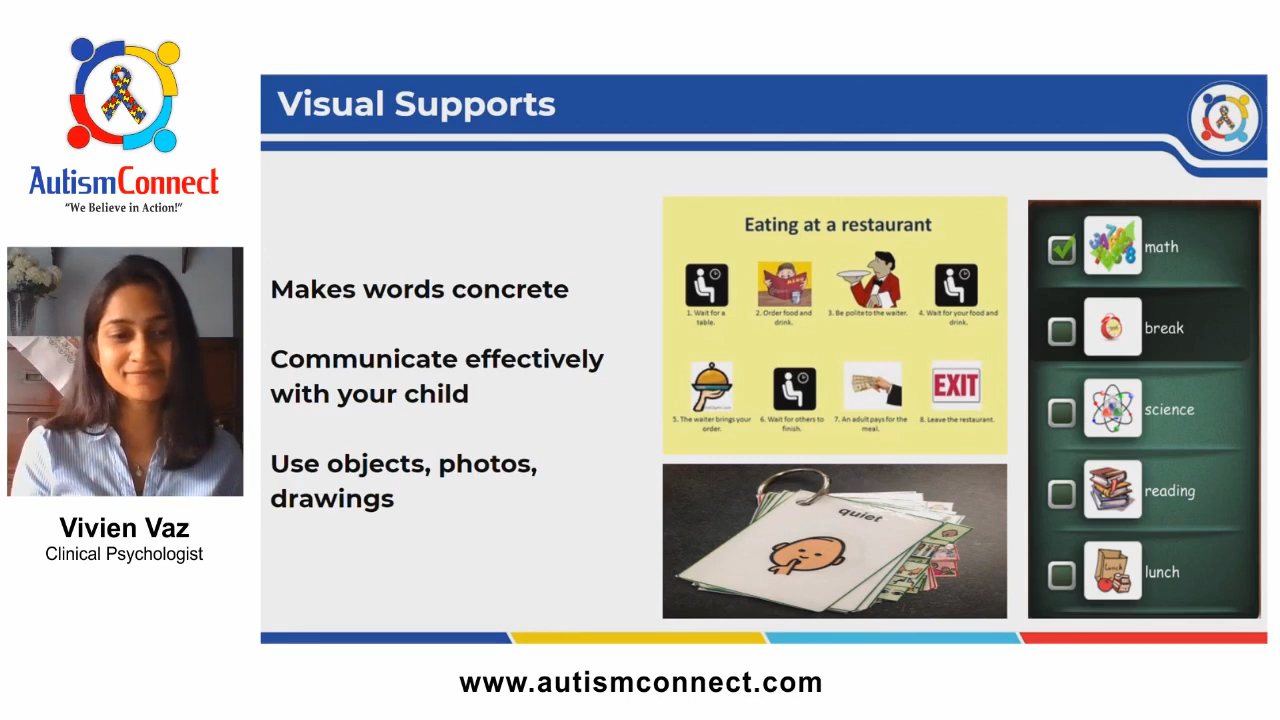 AutismConnect
“We Believe in Action!”
Vivien Vaz
Clinical Psychologist
Visual Supports
Makes words concrete
Communicate effectively
with your child
Use objects, photos,
drawings
Eating at a restaurant
1. Wait for a
table.
2. Order food and
drink.
3. Be polite to the waiter.
4. Wait for your food and
drink.
5. The waiter brings your
order.
6. Wait for others to
finish.
7. An adult pays for the
meal.
EXIT
8. Leave the restaurant.
quiet
math
break
science
reading
lunch
www.autismconnect.com